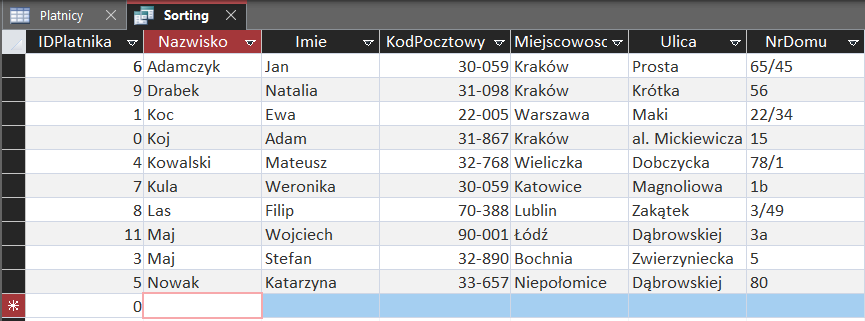 Platnicy Sorting
IDPlatnika Nazwisko Imie KodPocztowy Miejscowosc Ulica NrDomu
6 Adamczyk Jan 30-059 Kraków Prosta 65/45
9 Drabek Natalia 31-098 Kraków Krótka 56
1 Koc Ewa 22-005 Warszawa Maki 22/34
0 Koj Adam 31-867 Kraków al. Mickiewicza 15
4 Kowalski Mateusz 32-768 Wieliczka Dobczycka 78/1
7 Kula Weronika 30-059 Katowice Magnoliowa 1b
8 Las Filip 70-388 Lublin Zakątek 3/49
11 Maj Wojciech 90-001 Łódź Dąbrowskiej 3a
3 Maj Stefan 32-890 Bochnia Zwierzyniecka 5
5 Nowak Katarzyna 33-657 Niepołomice Dąbrowskiej 80
0